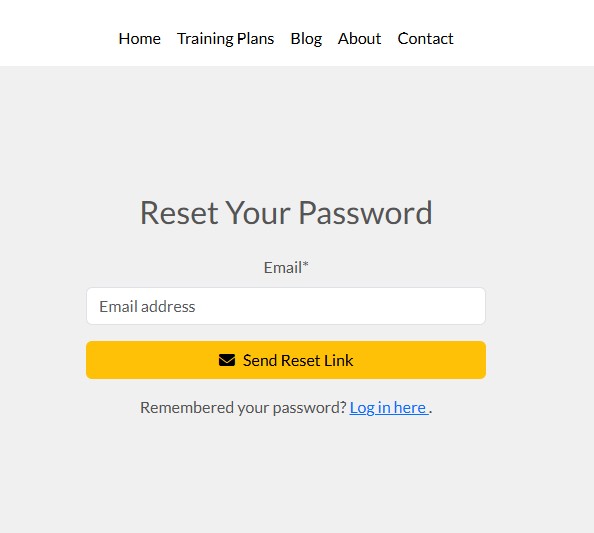 Home Training Plans Blog About Contact
Reset Your Password
Email*
Email address
Send Reset Link
Remembered your password? Log in here .